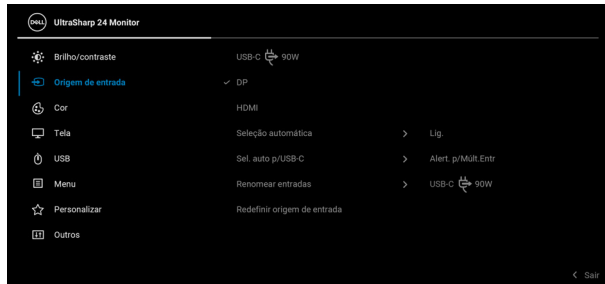 DELL UltraSharp 24 Monitor
Brilho/contraste USB-C 90W
Origem de entrada ✓ DP
Cor HDMI
Tela Seleção automática > Lig.
USB Sel. auto p/USB-C > Alert. p/Múlt.Entr
Menu Renomear entradas > USB-C 90W
Personalizar Redefinir origem de entrada
Outros
< Sair